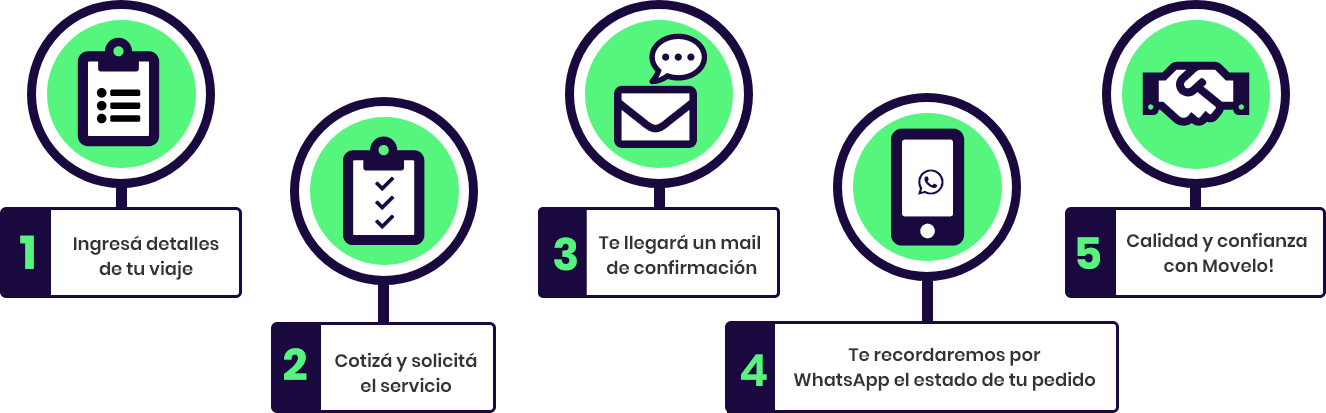 1
Ingresá detalles
de tu viaje
2
Cotizá y solicitá
el servicio
3
Te llegará un mail
de confirmación
4
Te recordaremos por
WhatsApp el estado de tu pedido
5
Calidad y confianza
con Movelo!